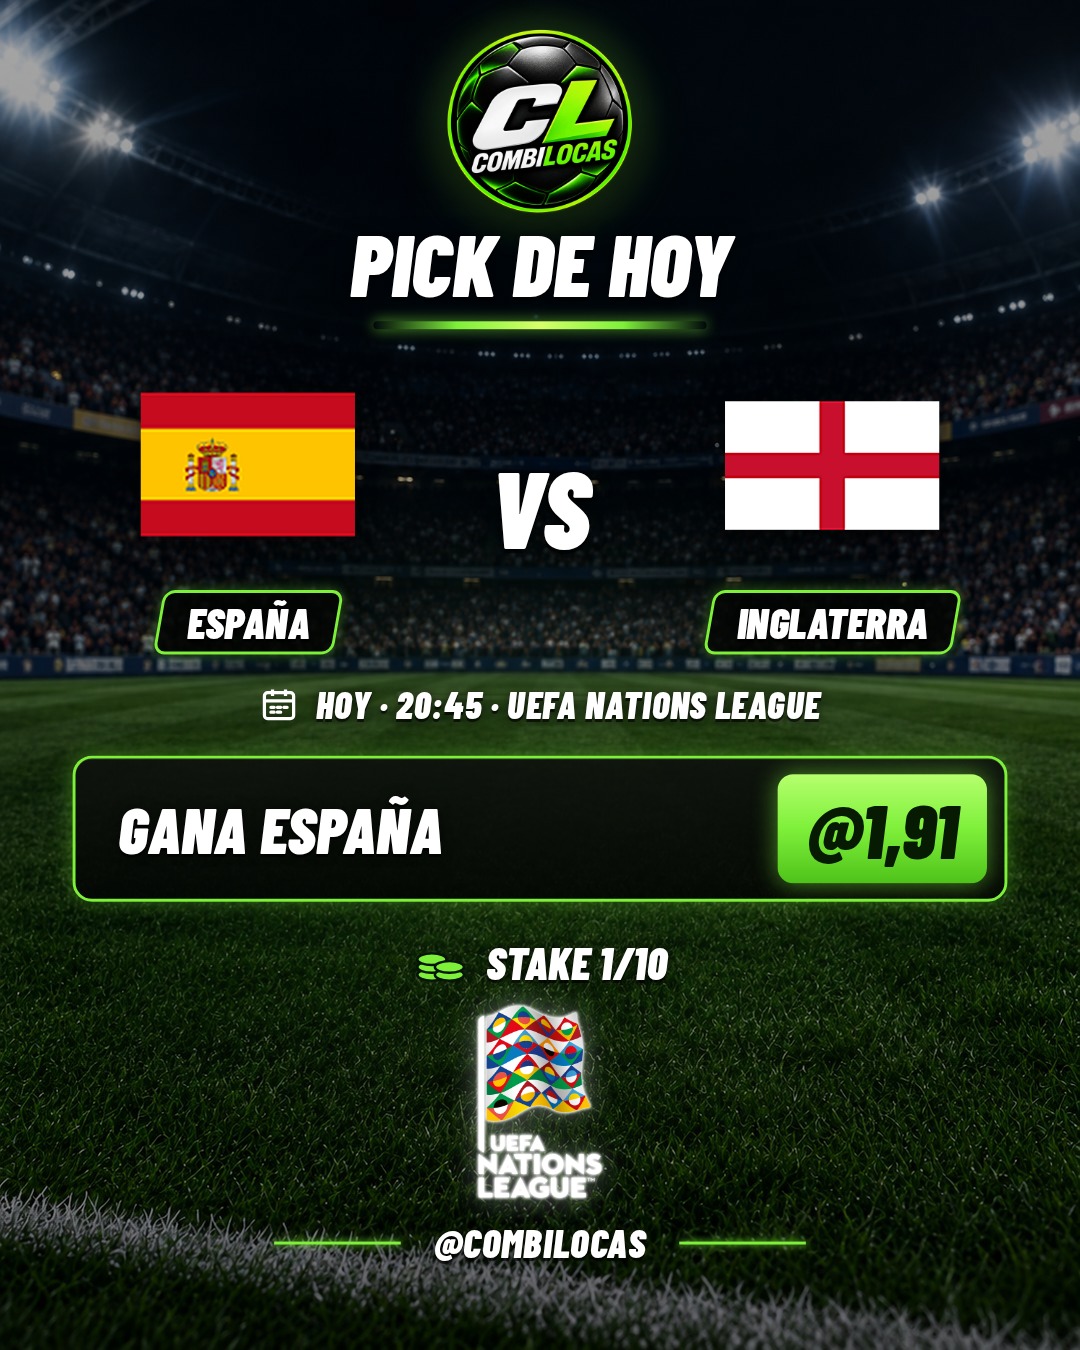 CL
COMBILOCAS
PICK DE HOY
VS
ESPAÑA
INGLATERRA
HOY · 20:45 · UEFA NATIONS LEAGUE
GANA ESPAÑA
@1,91
STAKE 1/10
UEFA
NATIONS
LEAGUE™
@COMBILOCAS